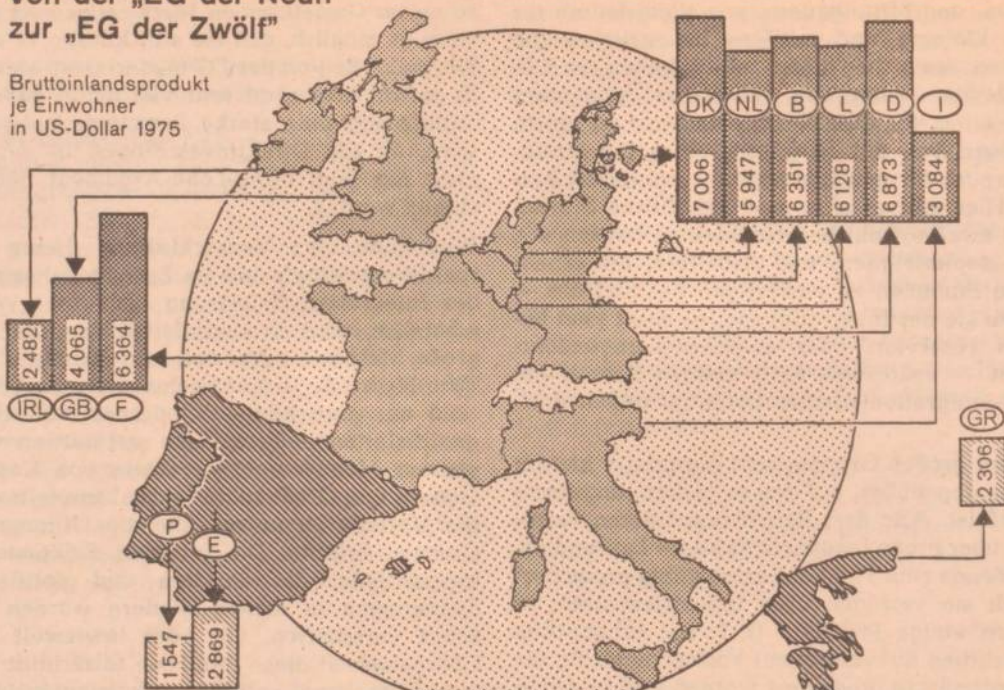 von der „EG der Neun“
zur „EG der Zwölf“
Bruttoinlandsprodukt
je Einwohner
in US-Dollar 1975
DK NL B L D I
7 006 5 947 6 351 6 128 6 873 3 084
2 482 4 065 6 364
IRL GB F
GR
2 306
P E
1 547 2 869